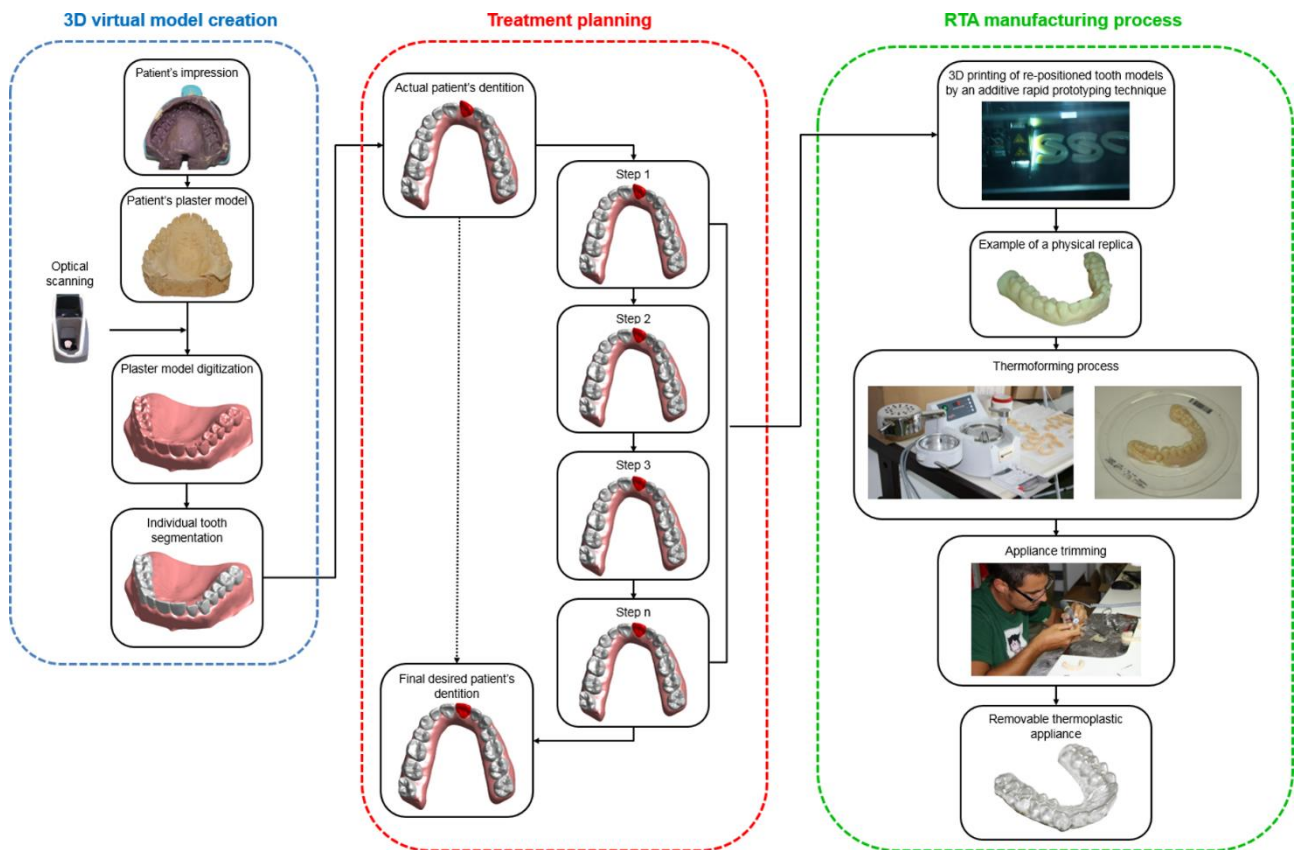 3D virtual model creation
Patient's impression
Patient's plaster model
Optical
scanning
Plaster model digitization
Individual tooth
segmentation
Treatment planning
Actual patient's dentition
Step 1
Step 2
Step 3
Step n
Final desired patient's
dentition
RTA manufacturing process
3D printing of re-positioned tooth models
by an additive rapid prototyping technique
Example of a physical replica
Thermoforming process
Appliance trimming
Removable thermoplastic
appliance